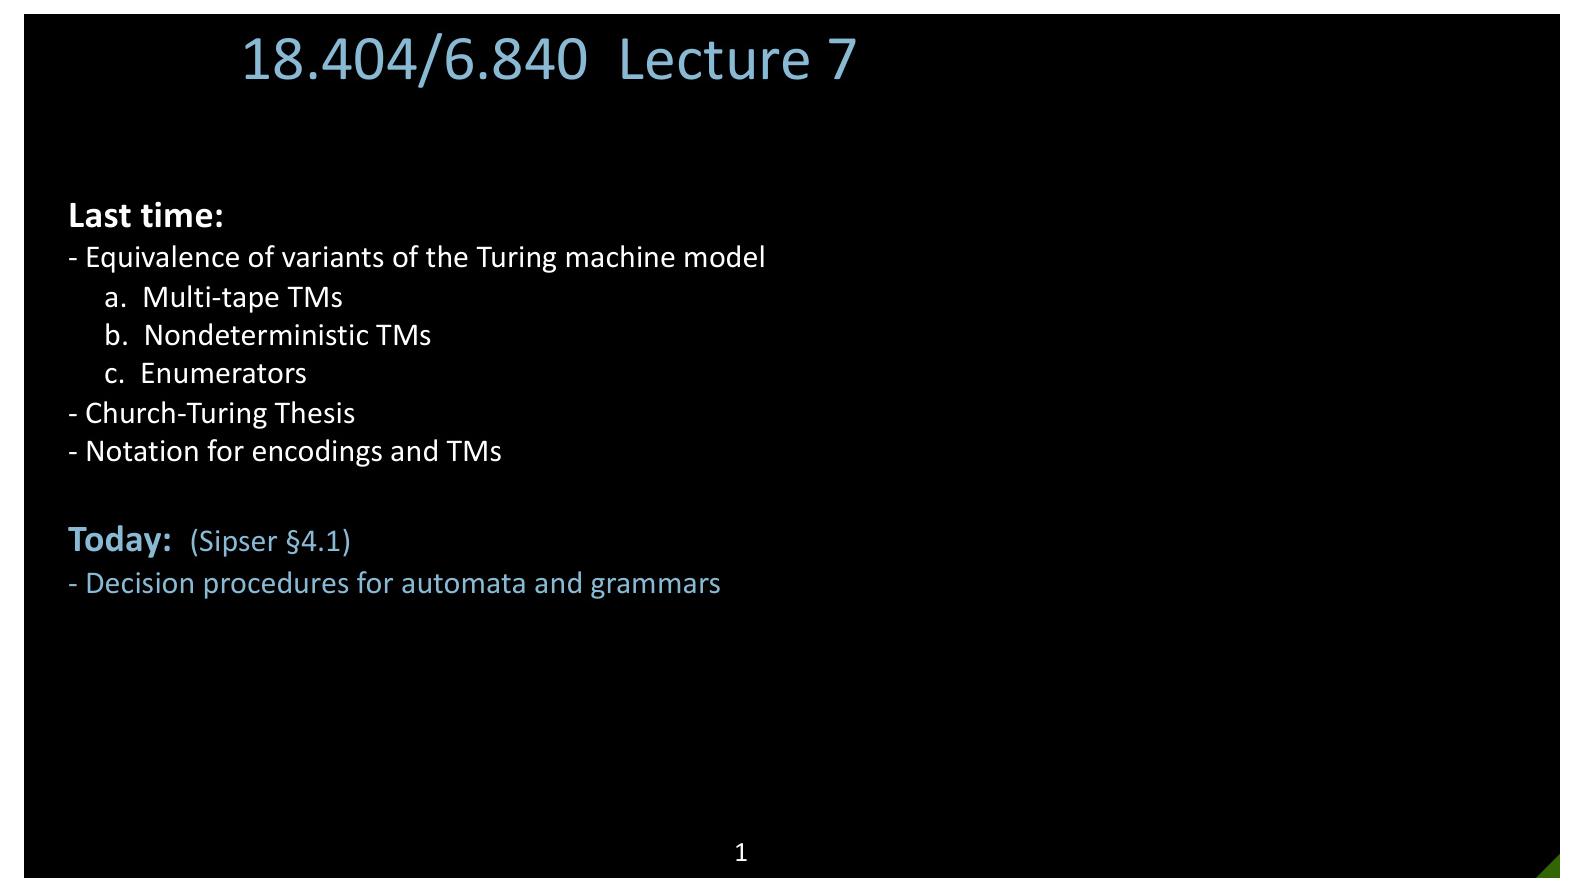 18.404/6.840 Lecture 7
Last time:
- Equivalence of variants of the Turing machine model
a. Multi-tape TMs
b. Nondeterministic TMs
c. Enumerators
- Church-Turing Thesis
- Notation for encodings and TMs
Today: (Sipser §4.1)
- Decision procedures for automata and grammars
1